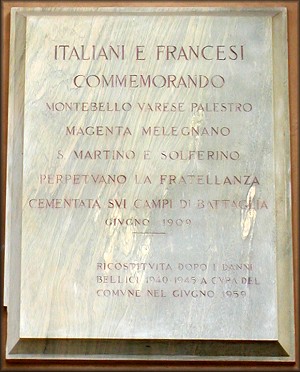 ITALIANI E FRANCESI
COMMEMORANDO
MONTEBELLO VARESE PALESTRO
MAGENTA MELEGNANO
S. MARTINO E SOLFERINO
PERPETVANO LA FRATELLANZA
CEMENTATA SVI CAMPI DI BATTAGLIA
GIVGNO 1909
RICOSTITVITA DOPO I DANNI
BELLICI 1940-1945 A CVRA DEL
COMVNE NEL GIVGNO 1959